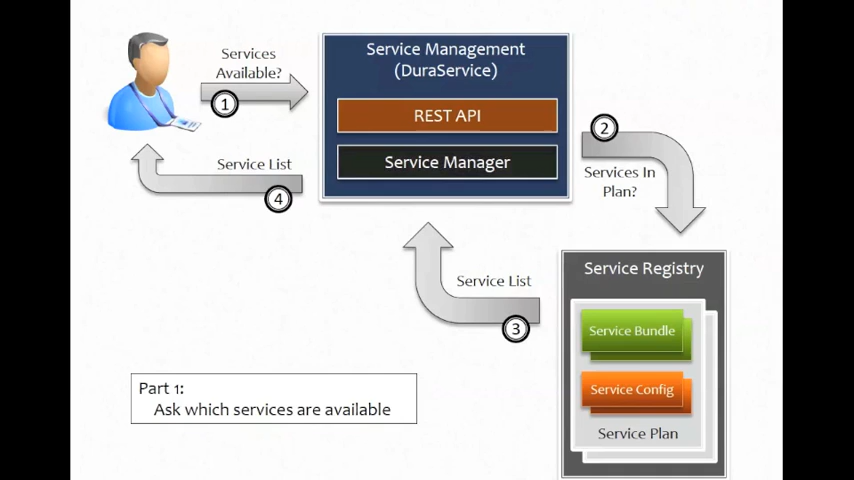 Services
Available?
1
Service Management
(DuraService)
REST API
Service Manager
2
Services In
Plan?
Service List
4
Service List
3
Service Registry
Service Bundle
Service Config
Service Plan
Part 1:
Ask which services are available